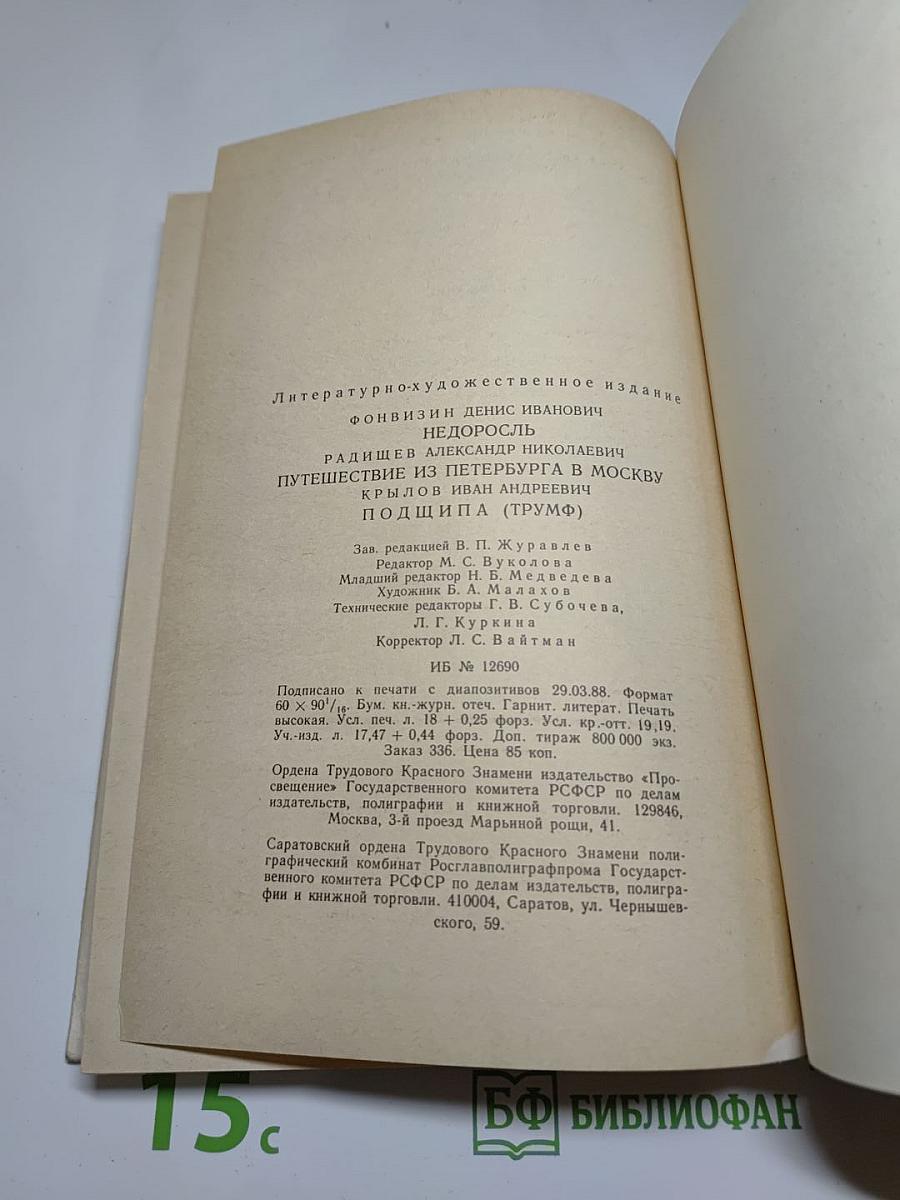 Литературно-художественное издание
ФОНВИЗИН ДЕНИС ИВАНОВИЧ
НЕДОРОСЛЬ
РАДИЩЕВ АЛЕКСАНДР НИКОЛАЕВИЧ
ПУТЕШЕСТВИЕ ИЗ ПЕТЕРБУРГА В МОСКВУ
КРЫЛОВ ИВАН АНДРЕЕВИЧ
ПОДЩИПА (ТРУМФ)
Зав. редакцией В. П. Журавлев
Редактор М. С. Вуколова
Младший редактор Н. Б. Медведева
Художник Б. А. Малахов
Технические редакторы Г. В. Субочева,
Л. Г. Куркина
Корректор Л. С. Вайтман
ИБ № 12690
Подписано к печати с диапозитивов 29.03.88. Формат
60 × 90¹/₁₆. Бум. кн.-журн. отеч. Гарнит. литерат. Печать
высокая. Усл. печ. л. 18 + 0,25 форз. Усл. кр.-отт. 19,19.
Уч.-изд. л. 17,47 + 0,44 форз. Доп. тираж 800 000 экз.
Заказ 336. Цена 85 коп.
Ордена Трудового Красного Знамени издательство «Про-
свещение» Государственного комитета РСФСР по делам
издательств, полиграфии и книжной торговли. 129846,
Москва, 3-й проезд Марьиной рощи, 41.
Саратовский ордена Трудового Красного Знамени поли-
графический комбинат Росглавполиграфпрома Государст-
венного комитета РСФСР по делам издательств, полигра-
фии и книжной торговли. 410004, Саратов, ул. Чернышев-
ского, 59.
15 с
БФ БИБЛИОФАН